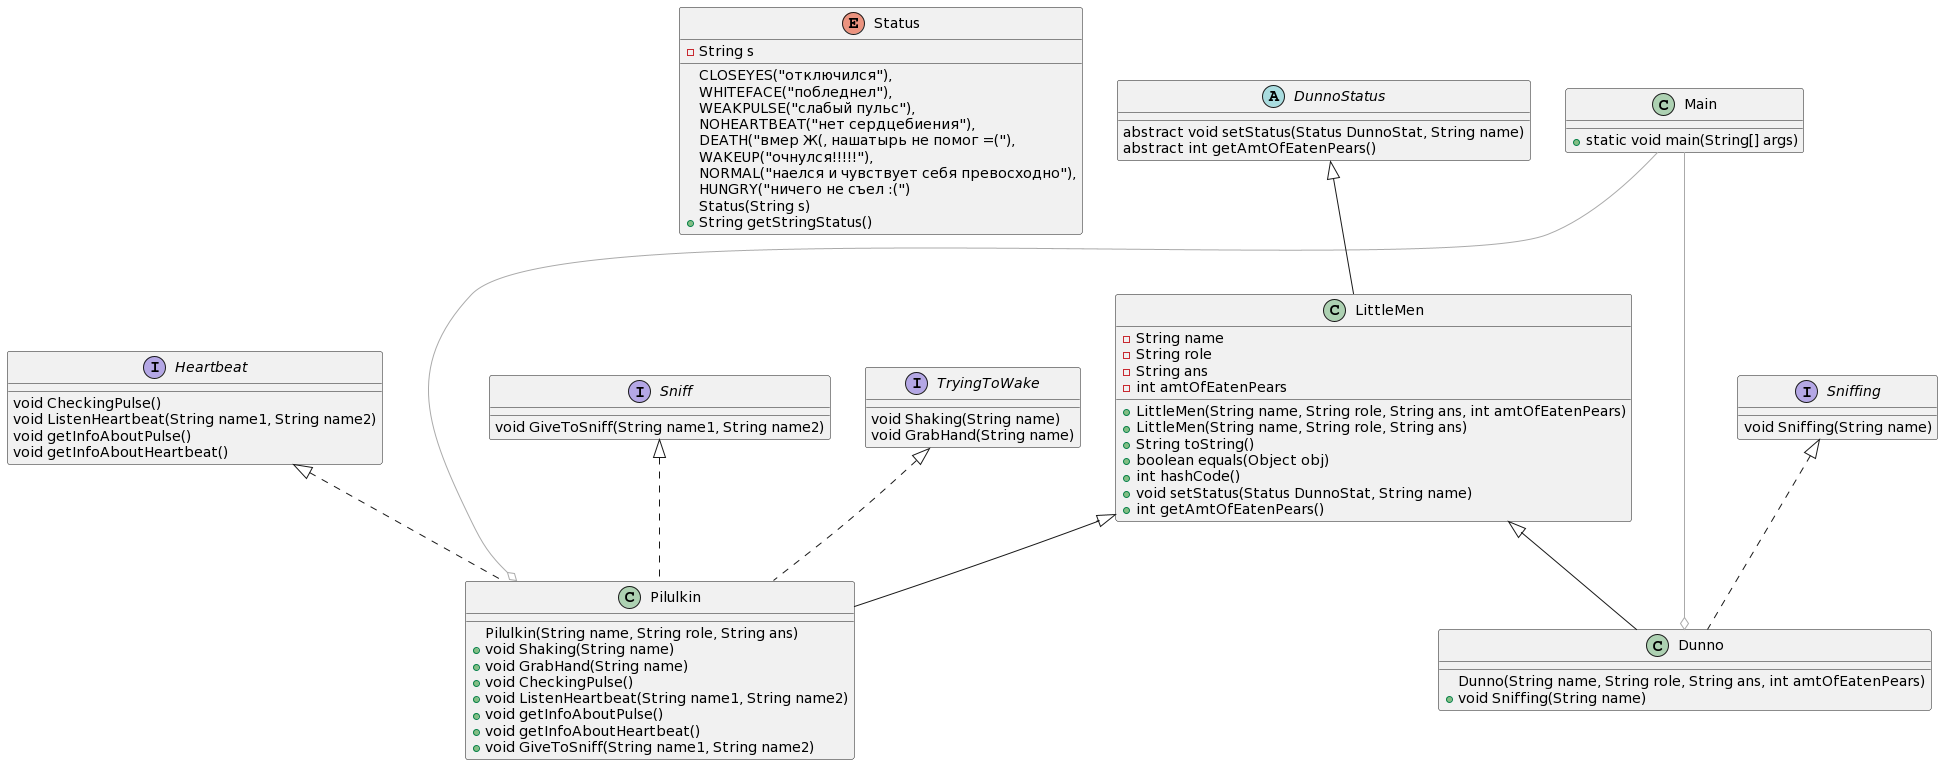 E Status
String s
CLOSEYES("отключился"),
WHITEFACE("побледнел"),
WEAKPULSE("слабый пульс"),
NOHEARTBEAT("нет сердцебиения"),
DEATH("вмер Ж(, нашатырь не помог =("),
WAKEUP("очнулся!!!!!"),
NORMAL("наелся и чувствует себя превосходно"),
HUNGRY("ничего не съел :(")
Status(String s)
String getStringStatus()
A DunnoStatus
abstract void setStatus(Status DunnoStat, String name)
abstract int getAmtOfEatenPears()
C Main
static void main(String[] args)
C LittleMen
String name
String role
String ans
int amtOfEatenPears
LittleMen(String name, String role, String ans, int amtOfEatenPears)
LittleMen(String name, String role, String ans)
String toString()
boolean equals(Object obj)
int hashCode()
void setStatus(Status DunnoStat, String name)
int getAmtOfEatenPears()
I Heartbeat
void CheckingPulse()
void ListenHeartbeat(String name1, String name2)
void getInfoAboutPulse()
void getInfoAboutHeartbeat()
I Sniff
void GiveToSniff(String name1, String name2)
I TryingToWake
void Shaking(String name)
void GrabHand(String name)
I Sniffing
void Sniffing(String name)
C Pilulkin
Pilulkin(String name, String role, String ans)
void Shaking(String name)
void GrabHand(String name)
void CheckingPulse()
void ListenHeartbeat(String name1, String name2)
void getInfoAboutPulse()
void getInfoAboutHeartbeat()
void GiveToSniff(String name1, String name2)
C Dunno
Dunno(String name, String role, String ans, int amtOfEatenPears)
void Sniffing(String name)